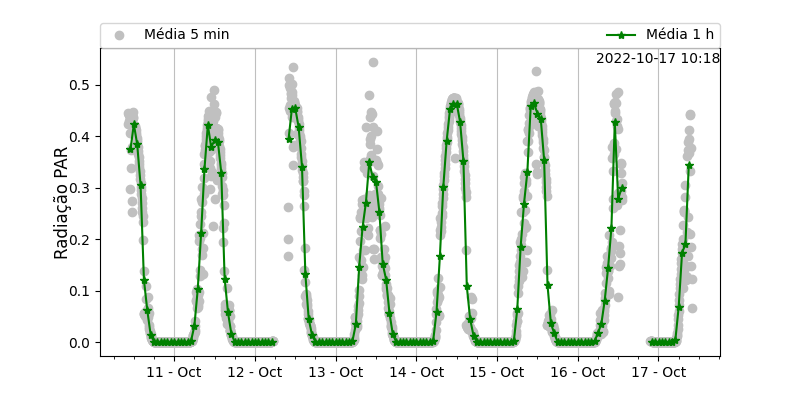 Média 5 min
Média 1 h
2022-10-17 10:18
Radiação PAR
0.5
0.4
0.3
0.2
0.1
0.0
11 - Oct
12 - Oct
13 - Oct
14 - Oct
15 - Oct
16 - Oct
17 - Oct